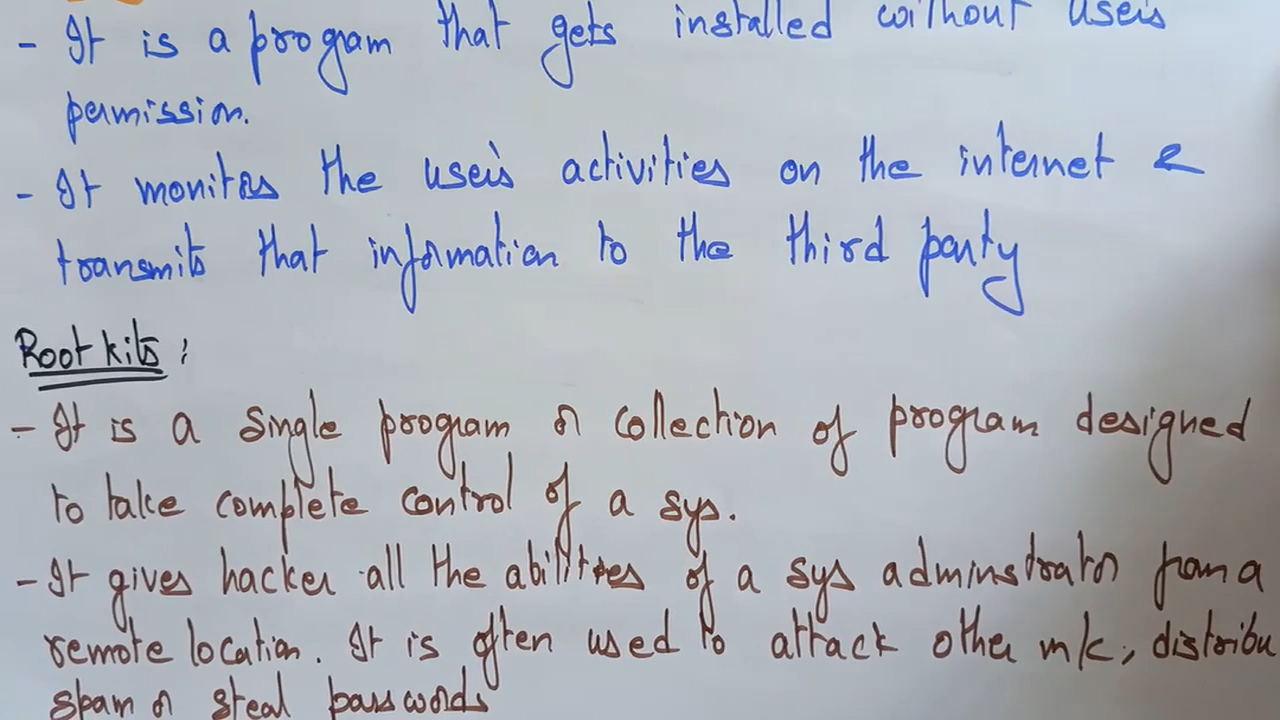 - It is a program that gets installed without user's
permission.
- It monitors the user's activities on the internet &
transmits that information to the third party
Root kits :
- It is a single program or collection of program designed
to take complete control of a sys.
- It gives hacker all the abilities of a sys adminstrator from a
remote location. It is often used to attack other m/c, distribu
spam or steal passwords